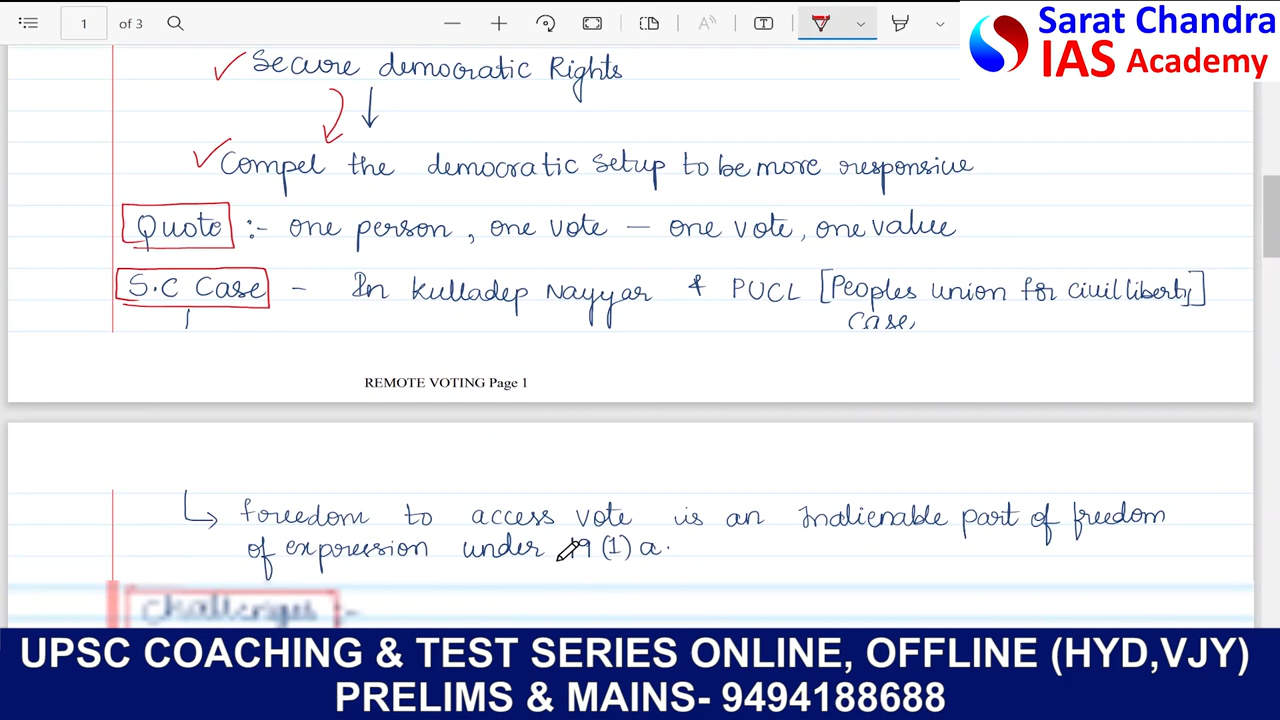 1 of 3
Sarat Chandra
IAS Academy
Secure democratic Rights
Compel the democratic setup to be more responsive
Quote :- one person, one vote – one vote, one value
S.C Case – In Kulladep Nayyar & PUCL [Peoples union for civil liberty]
case,
REMOTE VOTING Page 1
freedom to access vote is an inalienable part of freedom
of expression under 19 (1) a.
Challenges :-
UPSC COACHING & TEST SERIES ONLINE, OFFLINE (HYD,VJY)
PRELIMS & MAINS- 9494188688